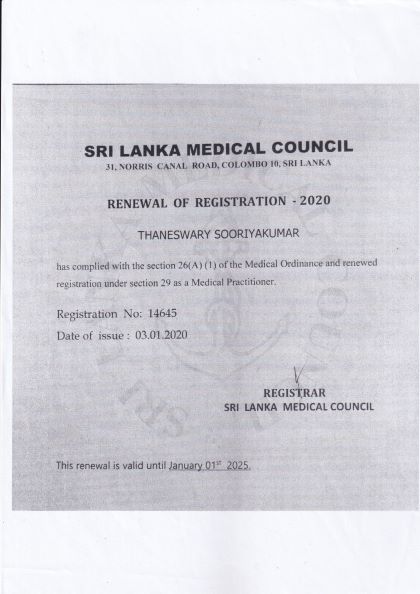 SRI LANKA MEDICAL COUNCIL
31, NORRIS CANAL ROAD, COLOMBO 10, SRI LANKA
RENEWAL OF REGISTRATION - 2020
THANESWARY SOORIYAKUMAR
has complied with the section 26(A) (1) of the Medical Ordinance and renewed
registration under section 29 as a Medical Practitioner.
Registration No: 14645
Date of issue : 03.01.2020
REGISTRAR
SRI LANKA MEDICAL COUNCIL
This renewal is valid until January 01st 2025.